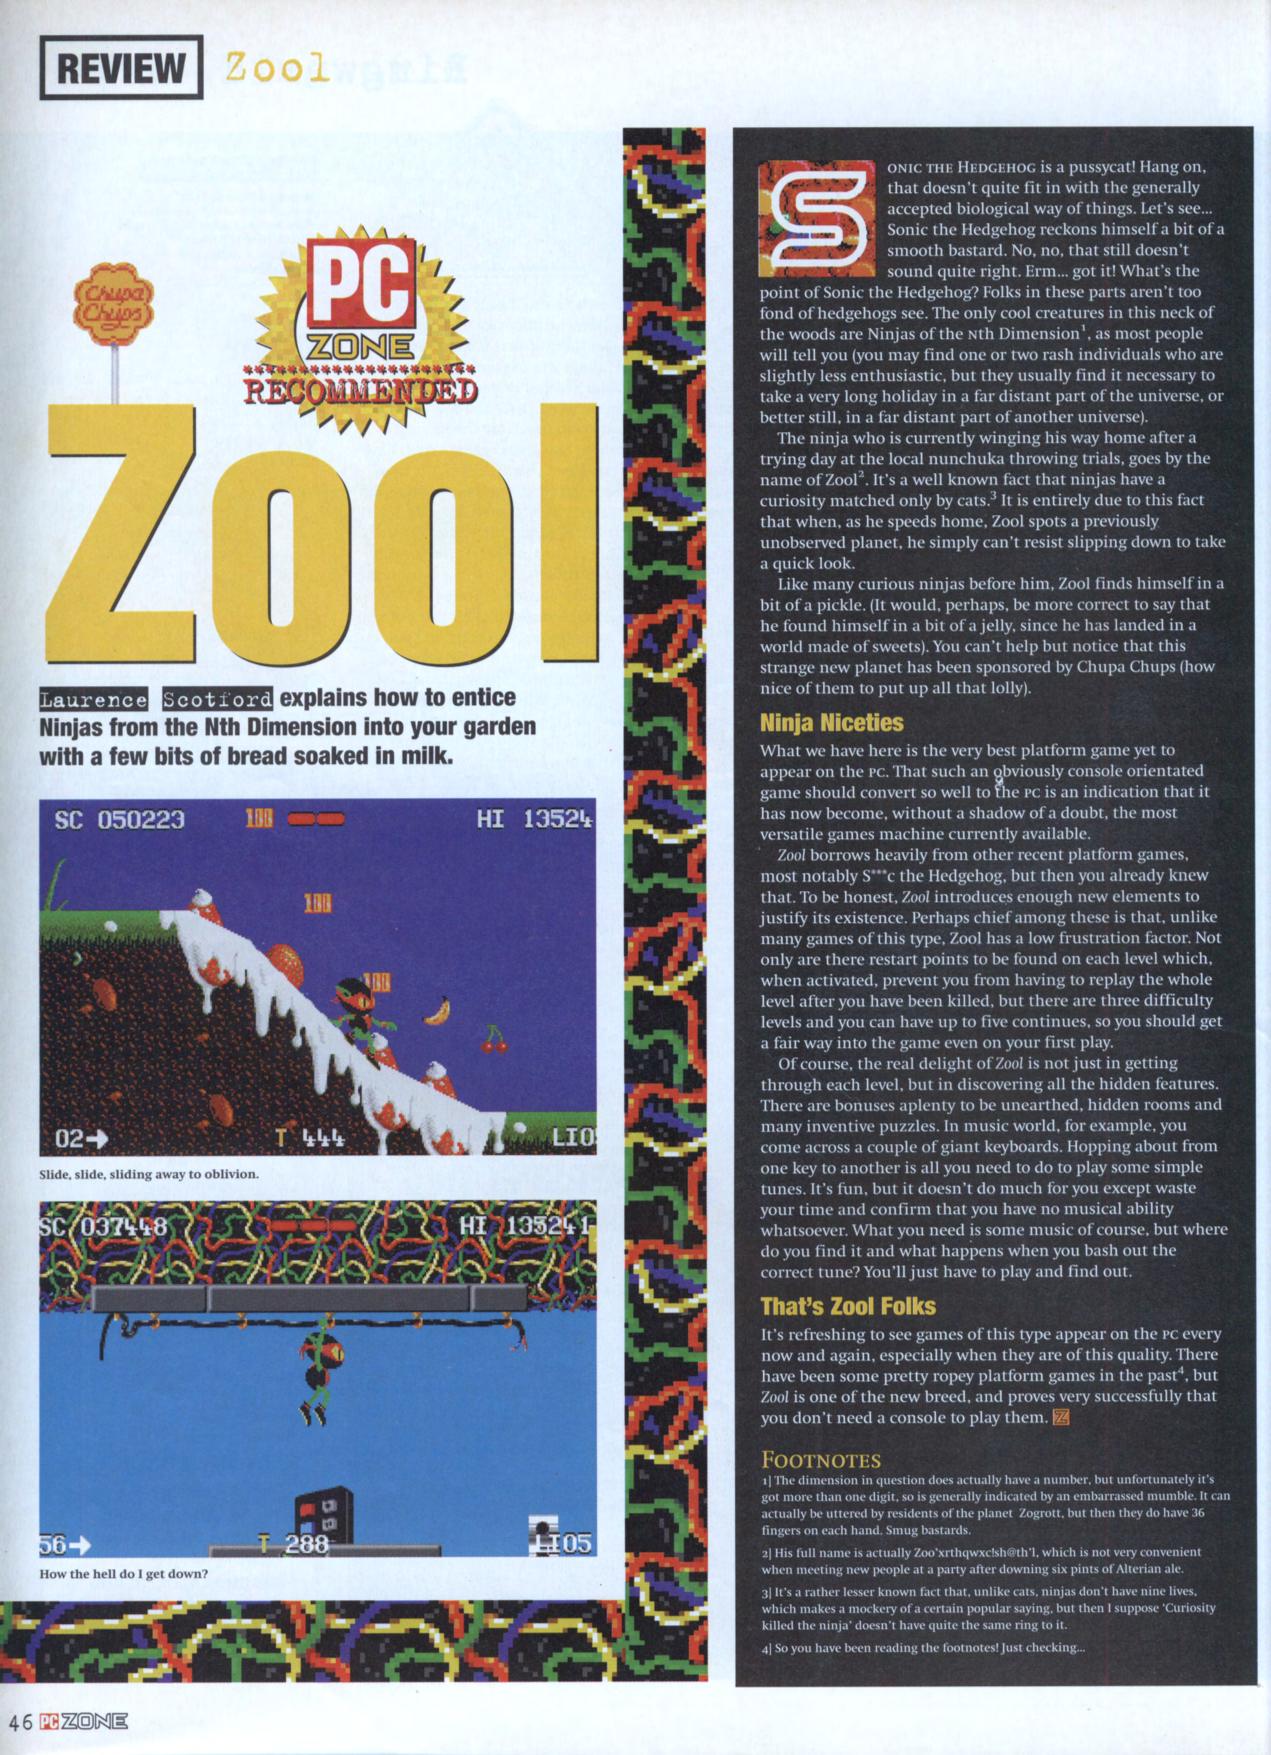 REVIEW Zool
Chupa
Chups
PC
ZONE
RECOMMENDED
Zool
Laurence Scotford explains how to entice
Ninjas from the Nth Dimension into your garden
with a few bits of bread soaked in milk.
SC 050223 100 HI 13524
100
100
02→ T 444 LI0
Slide, slide, sliding away to oblivion.
SC 037448 HI 135241
56→ T 288 LI05
How the hell do I get down?
SONIC THE HEDGEHOG is a pussycat! Hang on,
that doesn't quite fit in with the generally
accepted biological way of things. Let's see...
Sonic the Hedgehog reckons himself a bit of a
smooth bastard. No, no, that still doesn't
sound quite right. Erm... got it! What's the
point of Sonic the Hedgehog? Folks in these parts aren't too
fond of hedgehogs see. The only cool creatures in this neck of
the woods are Ninjas of the Nth Dimension¹, as most people
will tell you (you may find one or two rash individuals who are
slightly less enthusiastic, but they usually find it necessary to
take a very long holiday in a far distant part of the universe, or
better still, in a far distant part of another universe).
The ninja who is currently winging his way home after a
trying day at the local nunchuka throwing trials, goes by the
name of Zool². It's a well known fact that ninjas have a
curiosity matched only by cats.³ It is entirely due to this fact
that when, as he speeds home, Zool spots a previously
unobserved planet, he simply can't resist slipping down to take
a quick look.
Like many curious ninjas before him, Zool finds himself in a
bit of a pickle. (It would, perhaps, be more correct to say that
he found himself in a bit of a jelly, since he has landed in a
world made of sweets). You can't help but notice that this
strange new planet has been sponsored by Chupa Chups (how
nice of them to put up all that lolly).
Ninja Niceties
What we have here is the very best platform game yet to
appear on the PC. That such an obviously console orientated
game should convert so well to the PC is an indication that it
has now become, without a shadow of a doubt, the most
versatile games machine currently available.
Zool borrows heavily from other recent platform games,
most notably S***c the Hedgehog, but then you already knew
that. To be honest, Zool introduces enough new elements to
justify its existence. Perhaps chief among these is that, unlike
many games of this type, Zool has a low frustration factor. Not
only are there restart points to be found on each level which,
when activated, prevent you from having to replay the whole
level after you have been killed, but there are three difficulty
levels and you can have up to five continues, so you should get
a fair way into the game even on your first play.
Of course, the real delight of Zool is not just in getting
through each level, but in discovering all the hidden features.
There are bonuses aplenty to be unearthed, hidden rooms and
many inventive puzzles. In music world, for example, you
come across a couple of giant keyboards. Hopping about from
one key to another is all you need to do to play some simple
tunes. It's fun, but it doesn't do much for you except waste
your time and confirm that you have no musical ability
whatsoever. What you need is some music of course, but where
do you find it and what happens when you bash out the
correct tune? You'll just have to play and find out.
That's Zool Folks
It's refreshing to see games of this type appear on the PC every
now and again, especially when they are of this quality. There
have been some pretty ropey platform games in the past⁴, but
Zool is one of the new breed, and proves very successfully that
you don't need a console to play them. Z
FOOTNOTES
1| The dimension in question does actually have a number, but unfortunately it's
got more than one digit, so is generally indicated by an embarrassed mumble. It can
actually be uttered by residents of the planet Zogrott, but then they do have 36
fingers on each hand. Smug bastards.
2| His full name is actually Zoo'xrthqwxc!sh@th'l, which is not very convenient
when meeting new people at a party after downing six pints of Alterian ale.
3| It's a rather lesser known fact that, unlike cats, ninjas don't have nine lives,
which makes a mockery of a certain popular saying, but then I suppose 'Curiosity
killed the ninja' doesn't have quite the same ring to it.
4| So you have been reading the footnotes! Just checking...
46 PC ZONE